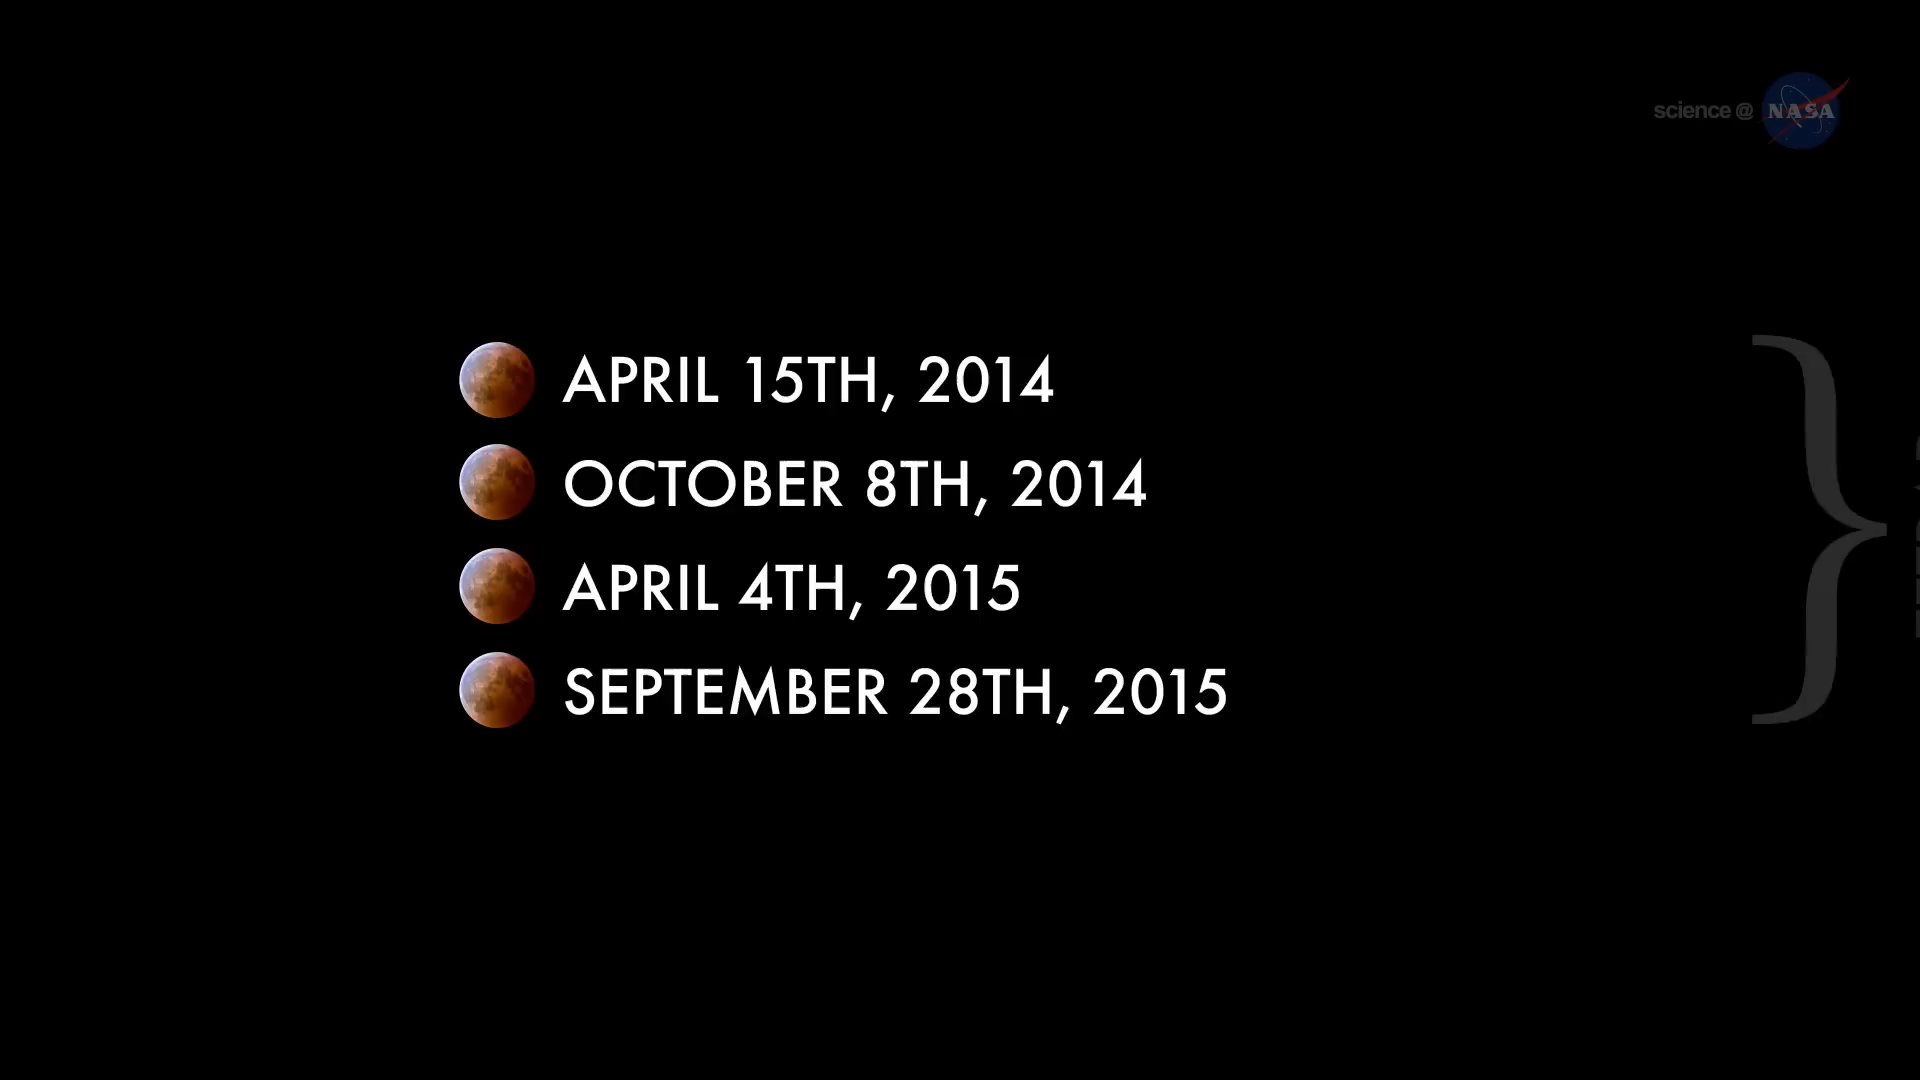 science @ NASA
APRIL 15TH, 2014
OCTOBER 8TH, 2014
APRIL 4TH, 2015
SEPTEMBER 28TH, 2015
}